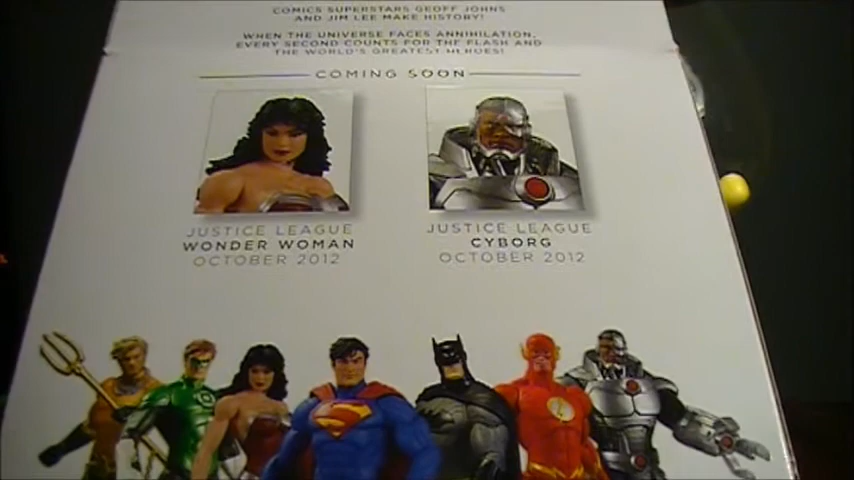 COMICS SUPERSTARS GEOFF JOHNS
AND JIM LEE MAKE HISTORY!
WHEN THE UNIVERSE FACES ANNIHILATION,
EVERY SECOND COUNTS FOR THE FLASH AND
THE WORLD'S GREATEST HEROES!
COMING SOON
JUSTICE LEAGUE
WONDER WOMAN
OCTOBER 2012
JUSTICE LEAGUE
CYBORG
OCTOBER 2012